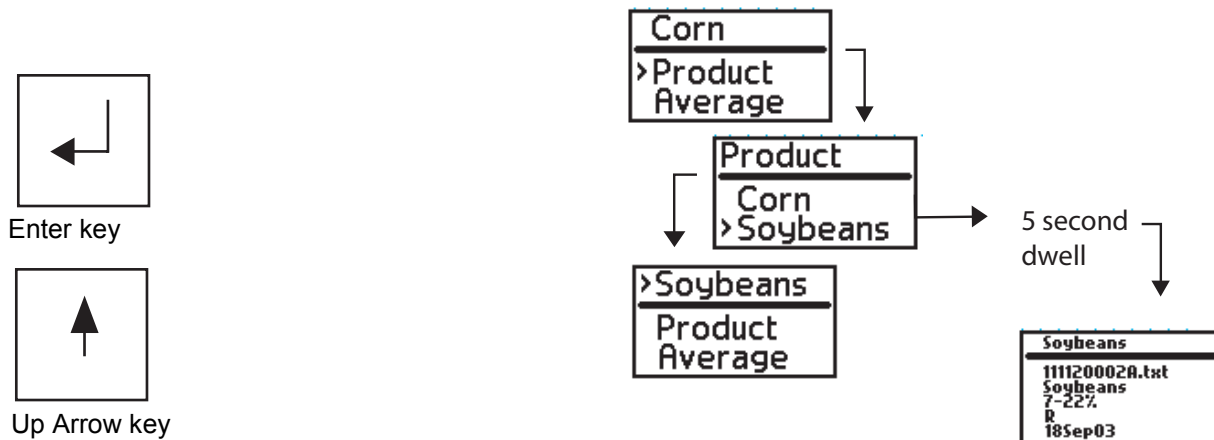 Enter key
Up Arrow key
Corn
>Product
Average
Product
Corn
>Soybeans
5 second
dwell
>Soybeans
Product
Average
Soybeans
111120002A.txt
Soybeans
7-22%
R
18Sep03